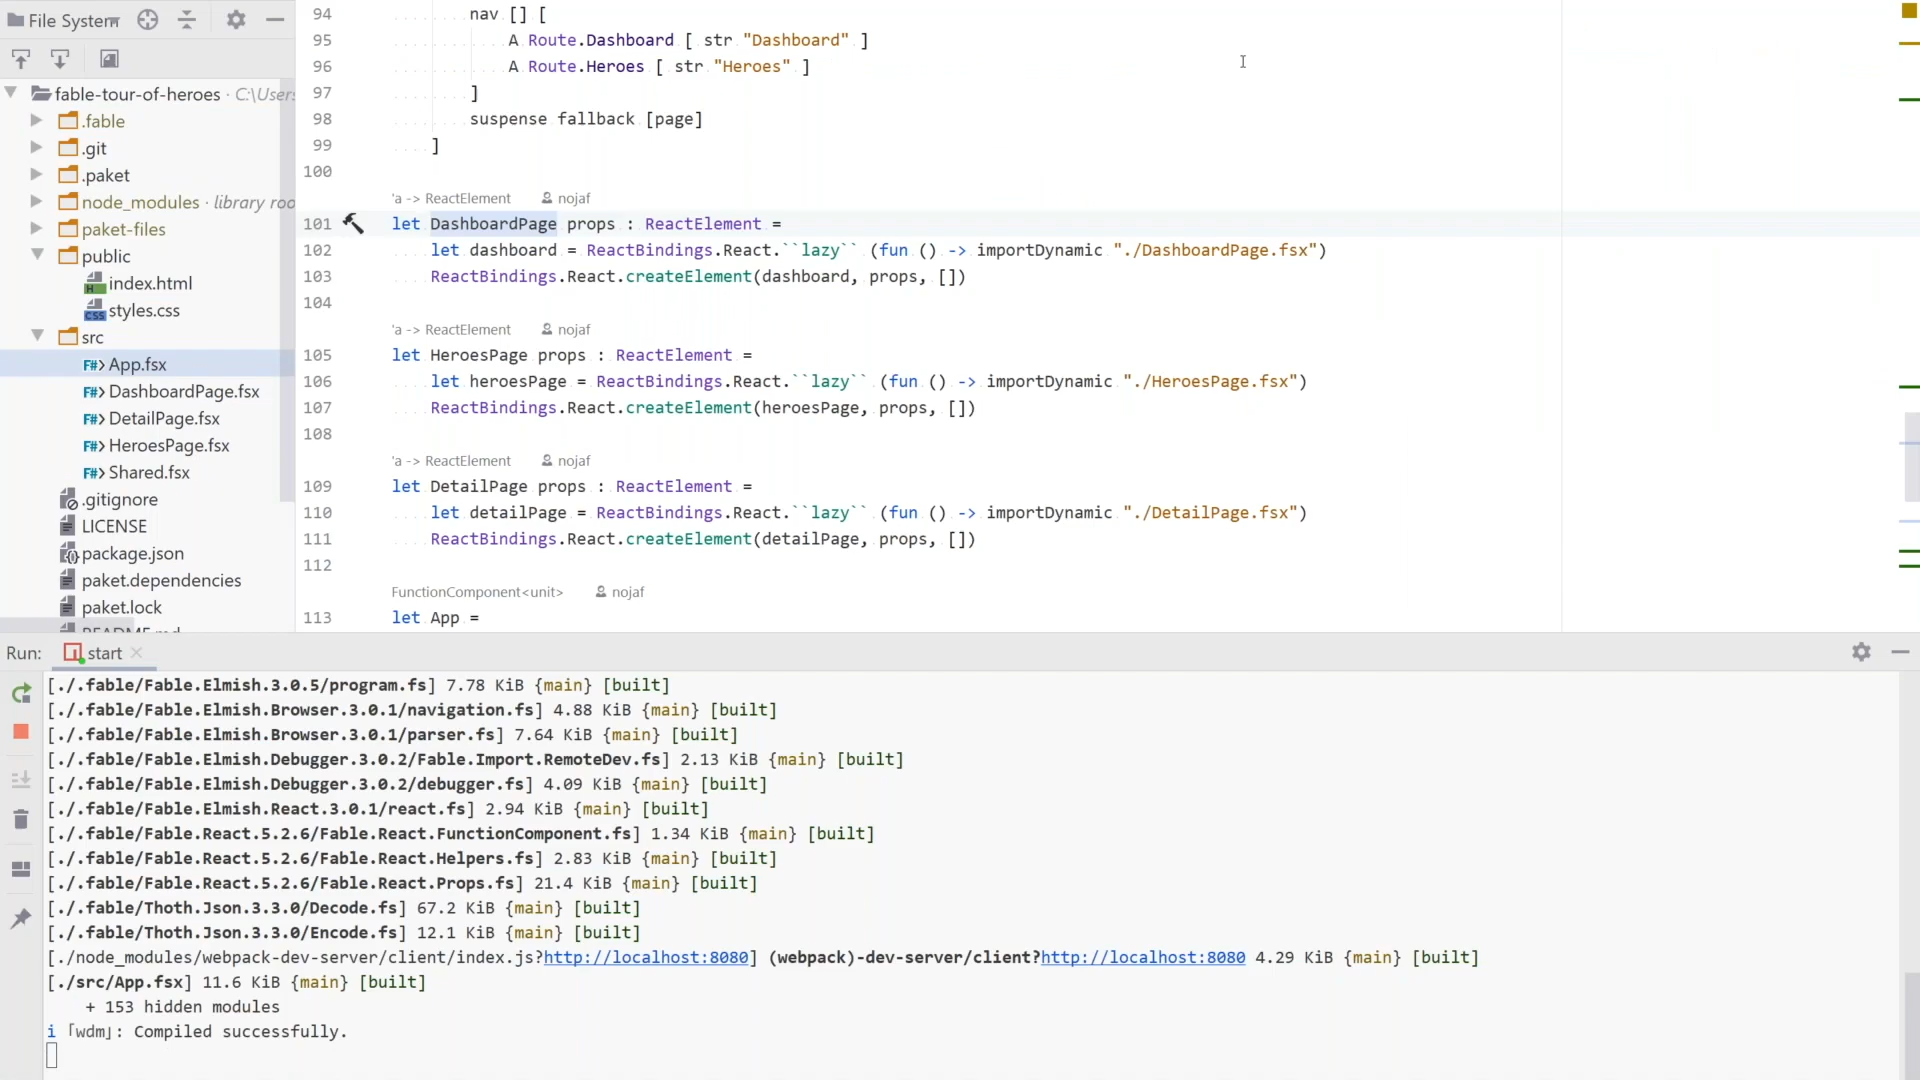 File System
fable-tour-of-heroes · C:\Users
.fable
.git
.paket
node_modules · library roo
paket-files
public
index.html
styles.css
src
App.fsx
DashboardPage.fsx
DetailPage.fsx
HeroesPage.fsx
Shared.fsx
.gitignore
LICENSE
package.json
paket.dependencies
paket.lock
README.md
94 nav [] [
95 A Route.Dashboard [ str "Dashboard" ]
96 A Route.Heroes [ str "Heroes" ]
97 ]
98 suspense fallback [page]
99 ]
100
'a -> ReactElement nojaf
101 let DashboardPage props : ReactElement =
102 let dashboard = ReactBindings.React.``lazy`` (fun () -> importDynamic "./DashboardPage.fsx")
103 ReactBindings.React.createElement(dashboard, props, [])
104
'a -> ReactElement nojaf
105 let HeroesPage props : ReactElement =
106 let heroesPage = ReactBindings.React.``lazy`` (fun () -> importDynamic "./HeroesPage.fsx")
107 ReactBindings.React.createElement(heroesPage, props, [])
108
'a -> ReactElement nojaf
109 let DetailPage props : ReactElement =
110 let detailPage = ReactBindings.React.``lazy`` (fun () -> importDynamic "./DetailPage.fsx")
111 ReactBindings.React.createElement(detailPage, props, [])
112
FunctionComponent<unit> nojaf
113 let App =
Run: start
[./.fable/Fable.Elmish.3.0.5/program.fs] 7.78 KiB {main} [built]
[./.fable/Fable.Elmish.Browser.3.0.1/navigation.fs] 4.88 KiB {main} [built]
[./.fable/Fable.Elmish.Browser.3.0.1/parser.fs] 7.64 KiB {main} [built]
[./.fable/Fable.Elmish.Debugger.3.0.2/Fable.Import.RemoteDev.fs] 2.13 KiB {main} [built]
[./.fable/Fable.Elmish.Debugger.3.0.2/debugger.fs] 4.09 KiB {main} [built]
[./.fable/Fable.Elmish.React.3.0.1/react.fs] 2.94 KiB {main} [built]
[./.fable/Fable.React.5.2.6/Fable.React.FunctionComponent.fs] 1.34 KiB {main} [built]
[./.fable/Fable.React.5.2.6/Fable.React.Helpers.fs] 2.83 KiB {main} [built]
[./.fable/Fable.React.5.2.6/Fable.React.Props.fs] 21.4 KiB {main} [built]
[./.fable/Thoth.Json.3.3.0/Decode.fs] 67.2 KiB {main} [built]
[./.fable/Thoth.Json.3.3.0/Encode.fs] 12.1 KiB {main} [built]
[./node_modules/webpack-dev-server/client/index.js?http://localhost:8080] (webpack)-dev-server/client?http://localhost:8080 4.29 KiB {main} [built]
[./src/App.fsx] 11.6 KiB {main} [built]
+ 153 hidden modules
i ｢wdm｣: Compiled successfully.